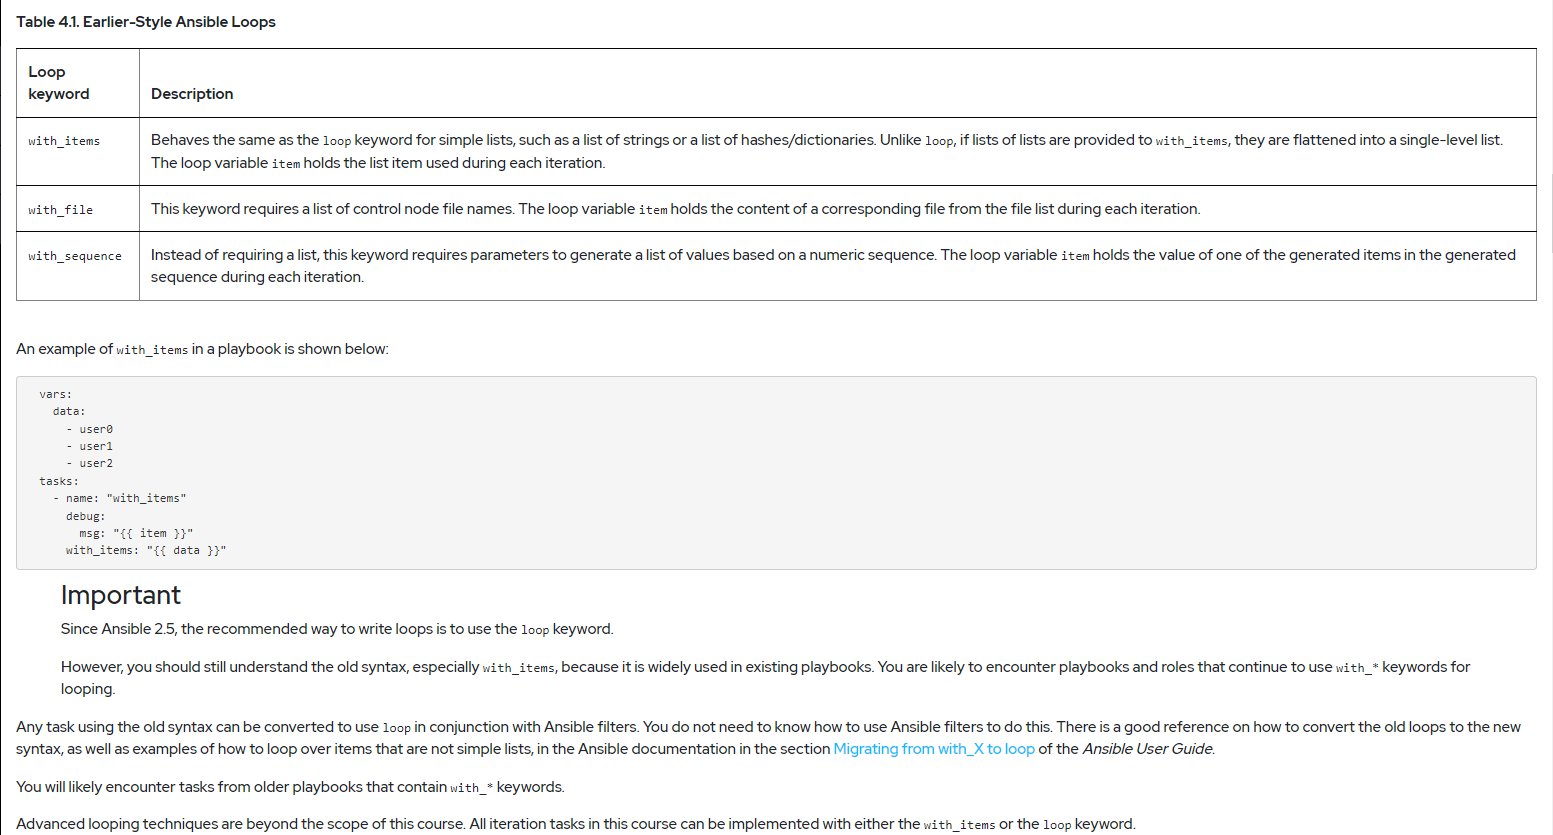 Table 4.1. Earlier-Style Ansible Loops
Loop
keyword
Description
with_items
Behaves the same as the loop keyword for simple lists, such as a list of strings or a list of hashes/dictionaries. Unlike loop, if lists of lists are provided to with_items, they are flattened into a single-level list.
The loop variable item holds the list item used during each iteration.
with_file
This keyword requires a list of control node file names. The loop variable item holds the content of a corresponding file from the file list during each iteration.
with_sequence
Instead of requiring a list, this keyword requires parameters to generate a list of values based on a numeric sequence. The loop variable item holds the value of one of the generated items in the generated
sequence during each iteration.
An example of with_items in a playbook is shown below:
vars:
  data:
    - user0
    - user1
    - user2
tasks:
  - name: "with_items"
    debug:
      msg: "{{ item }}"
    with_items: "{{ data }}"
Important
Since Ansible 2.5, the recommended way to write loops is to use the loop keyword.
However, you should still understand the old syntax, especially with_items, because it is widely used in existing playbooks. You are likely to encounter playbooks and roles that continue to use with_* keywords for
looping.
Any task using the old syntax can be converted to use loop in conjunction with Ansible filters. You do not need to know how to use Ansible filters to do this. There is a good reference on how to convert the old loops to the new
syntax, as well as examples of how to loop over items that are not simple lists, in the Ansible documentation in the section Migrating from with_X to loop of the Ansible User Guide.
You will likely encounter tasks from older playbooks that contain with_* keywords.
Advanced looping techniques are beyond the scope of this course. All iteration tasks in this course can be implemented with either the with_items or the loop keyword.